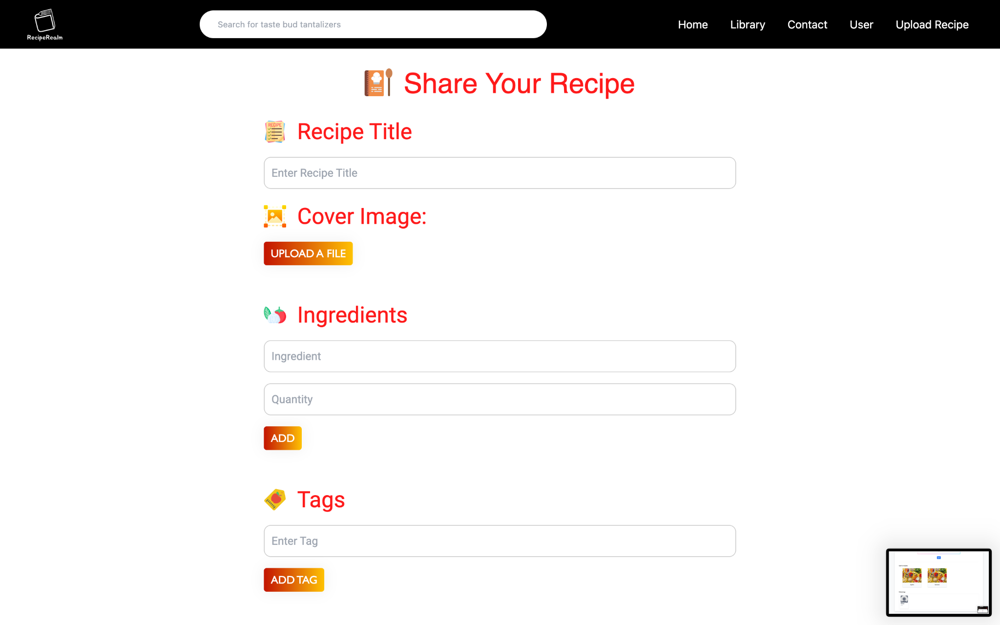 RecipeRealm
Search for taste bud tantalizers
Home Library Contact User Upload Recipe
Share Your Recipe
RECIPE
Recipe Title
Enter Recipe Title
Cover Image:
UPLOAD A FILE
Ingredients
Ingredient
Quantity
ADD
Tags
Enter Tag
ADD TAG